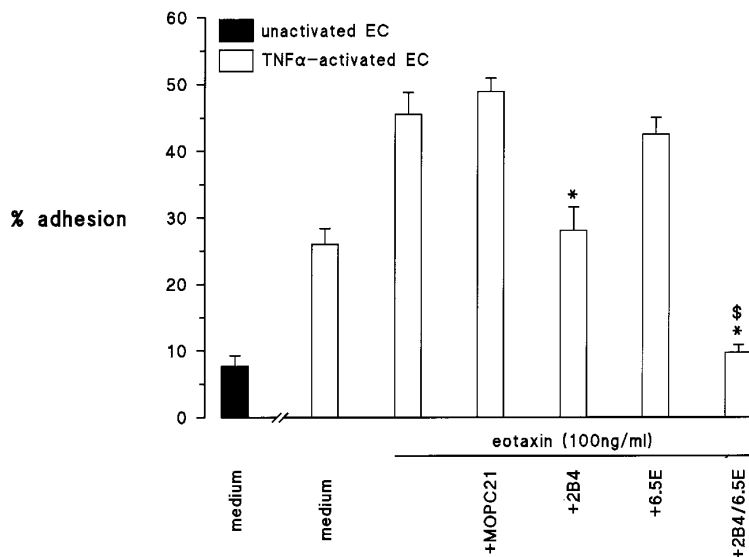 unactivated EC
TNFα-activated EC
% adhesion
60
50
40
30
20
10
0
*
*$
eotaxin (100ng/ml)
medium
medium
+MOPC21
+2B4
+6.5E
+2B4/6.5E